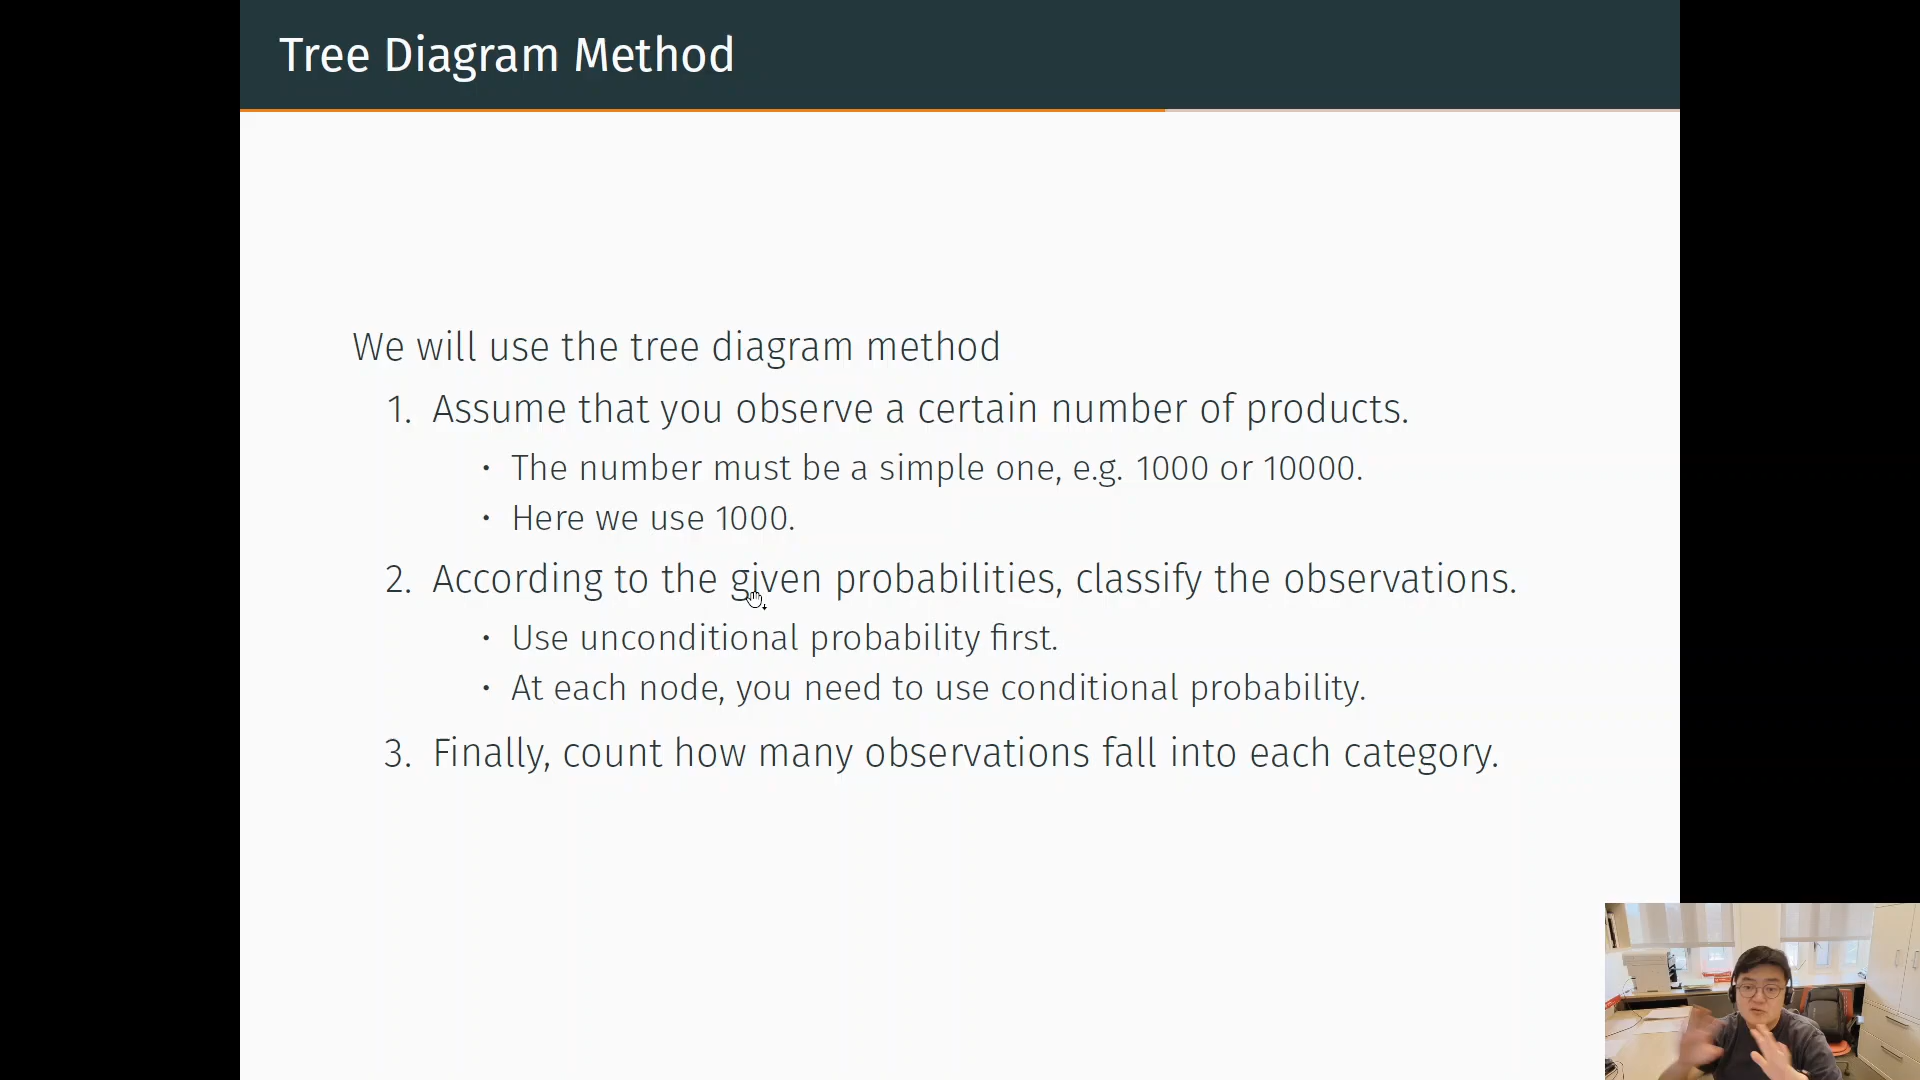 Tree Diagram Method
We will use the tree diagram method
1. Assume that you observe a certain number of products.
• The number must be a simple one, e.g. 1000 or 10000.
• Here we use 1000.
2. According to the given probabilities, classify the observations.
• Use unconditional probability first.
• At each node, you need to use conditional probability.
3. Finally, count how many observations fall into each category.